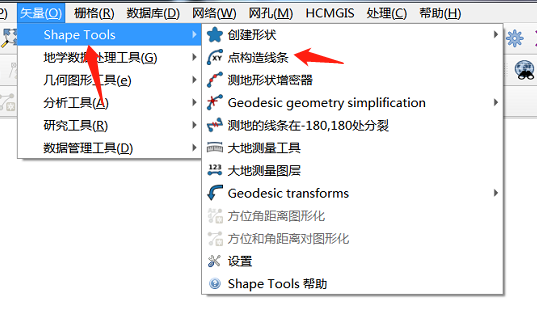 P) 矢量(O) 栅格(R) 数据库(D) 网络(W) 网孔(M) HCMGIS 处理(C) 帮助(H)
Shape Tools
地学数据处理工具(G)
几何图形工具(e)
分析工具(A)
研究工具(R)
数据管理工具(D)
创建形状
XY 点构造线条
测地形状增密器
Geodesic geometry simplification
测地的线条在-180,180处分裂
大地测量工具
123 大地测量图层
Geodesic transforms
方位角距离图形化
方位和角距离对图形化
设置
Shape Tools 帮助